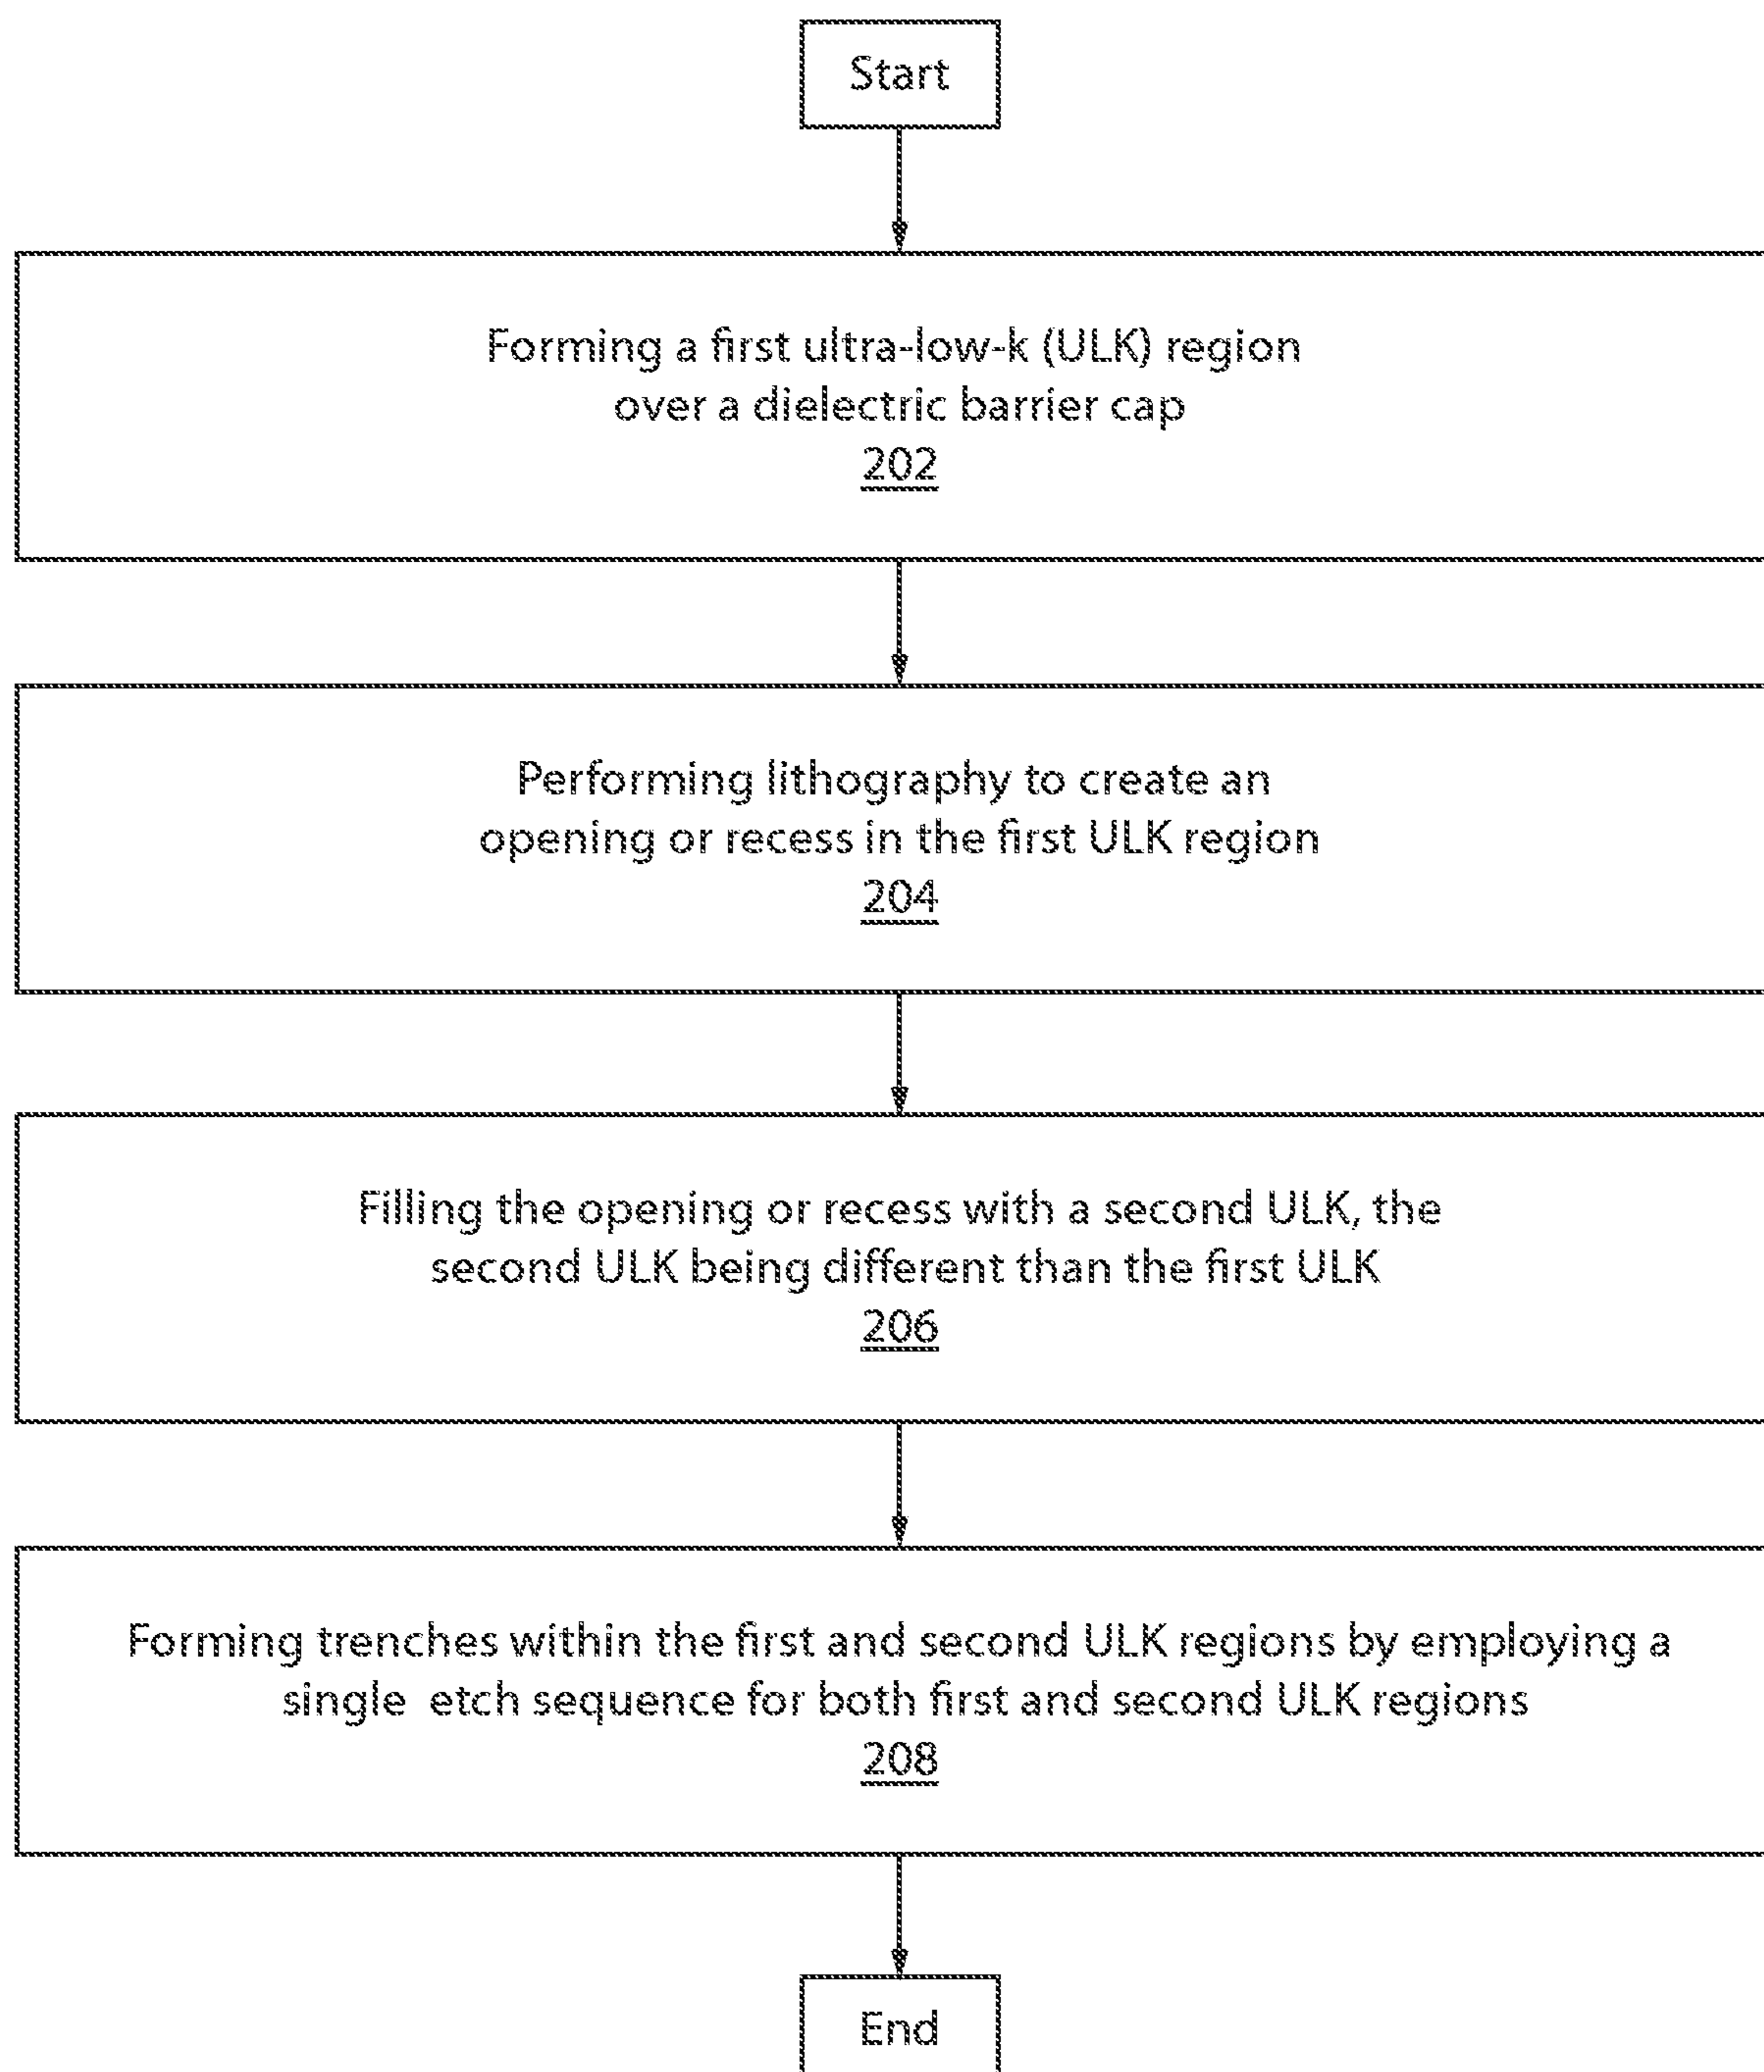 Start
Forming a first ultra-low-k (ULK) region
over a dielectric barrier cap
202
Performing lithography to create an
opening or recess in the first ULK region
204
Filling the opening or recess with a second ULK, the
second ULK being different than the first ULK
206
Forming trenches within the first and second ULK regions by employing a
single etch sequence for both first and second ULK regions
208
End